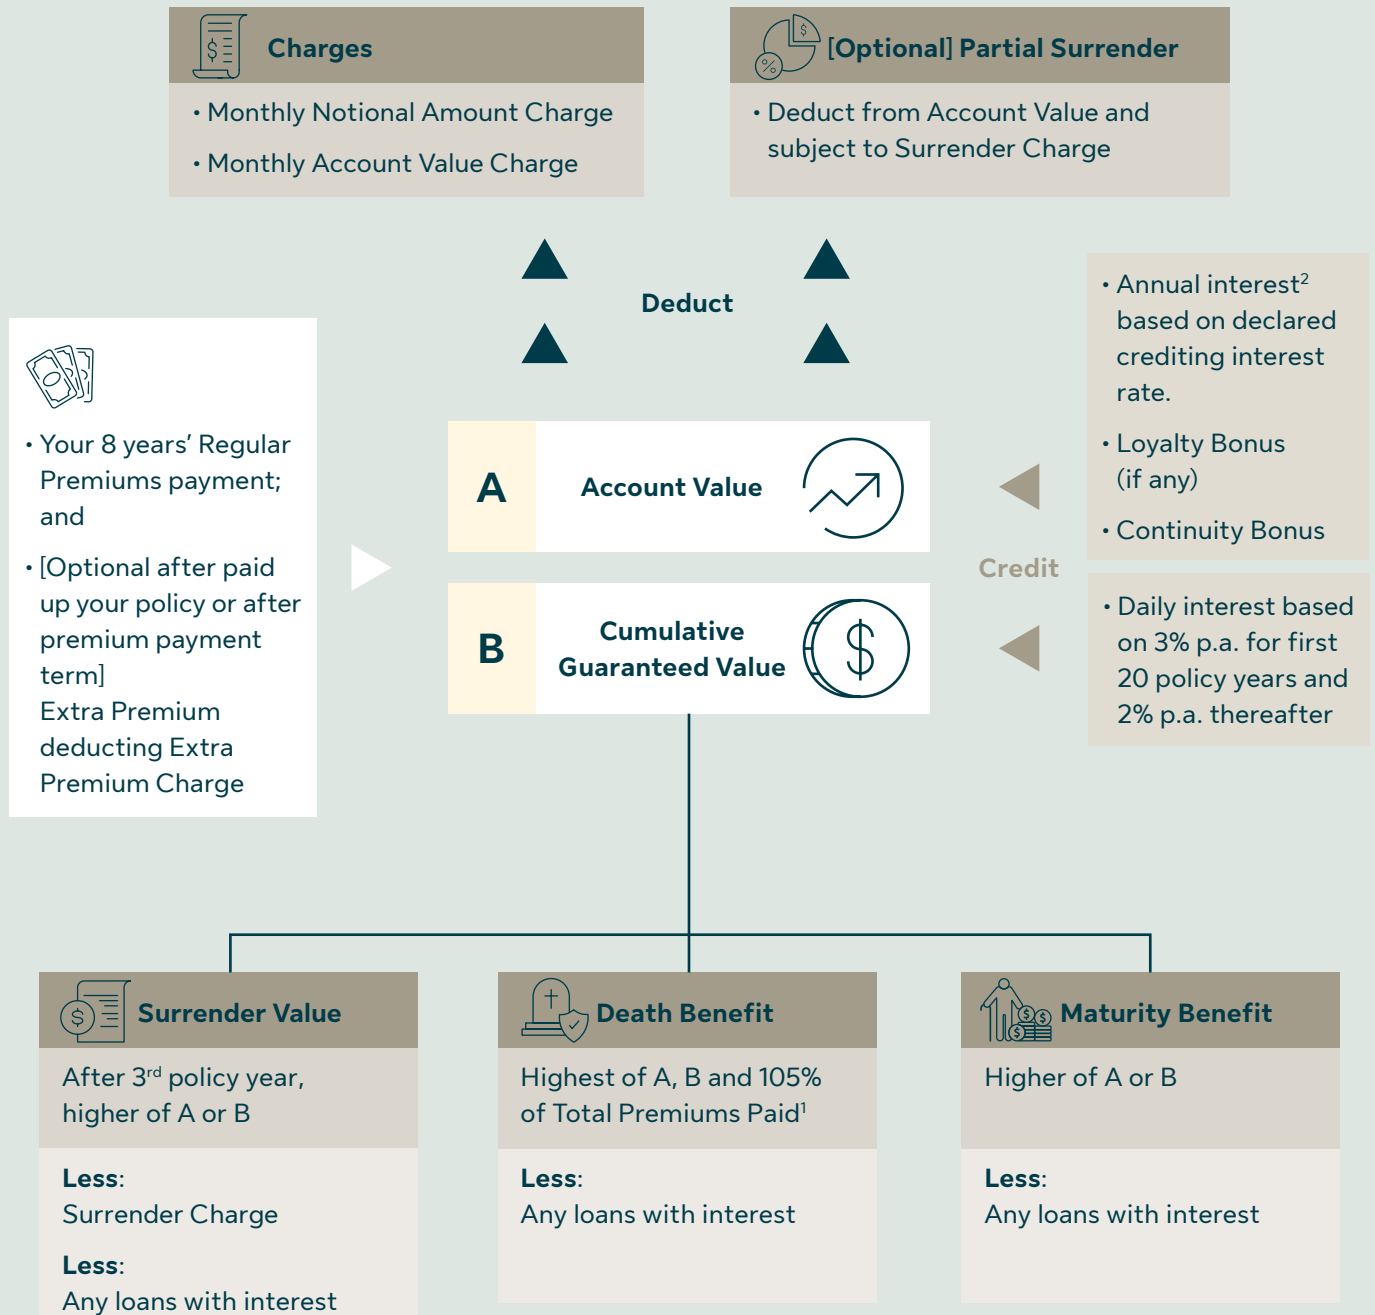 Charges
• Monthly Notional Amount Charge
• Monthly Account Value Charge
[Optional] Partial Surrender
• Deduct from Account Value and
subject to Surrender Charge
Deduct
• Your 8 years’ Regular
Premiums payment;
and
• [Optional after paid
up your policy or after
premium payment
term]
Extra Premium
deducting Extra
Premium Charge
A
Account Value
B
Cumulative
Guaranteed Value
Credit
• Annual interest²
based on declared
crediting interest
rate.
• Loyalty Bonus
(if any)
• Continuity Bonus
• Daily interest based
on 3% p.a. for first
20 policy years and
2% p.a. thereafter
Surrender Value
After 3rd policy year,
higher of A or B
Less:
Surrender Charge
Less:
Any loans with interest
Death Benefit
Highest of A, B and 105%
of Total Premiums Paid¹
Less:
Any loans with interest
Maturity Benefit
Higher of A or B
Less:
Any loans with interest